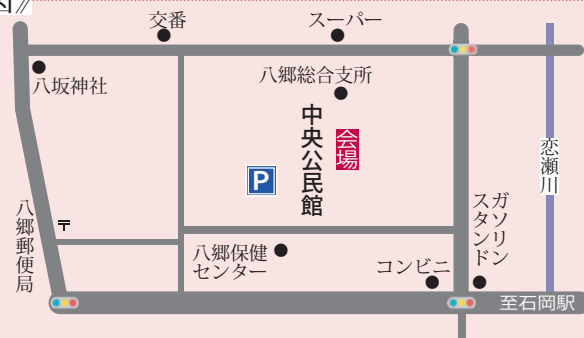 図》
交番
スーパー
八坂神社
八郷総合支所
中央公民館
会場
P
恋瀬川
八郷郵便局
〒
八郷保健
センター
コンビニ
ガソリン
スタンド
至石岡駅